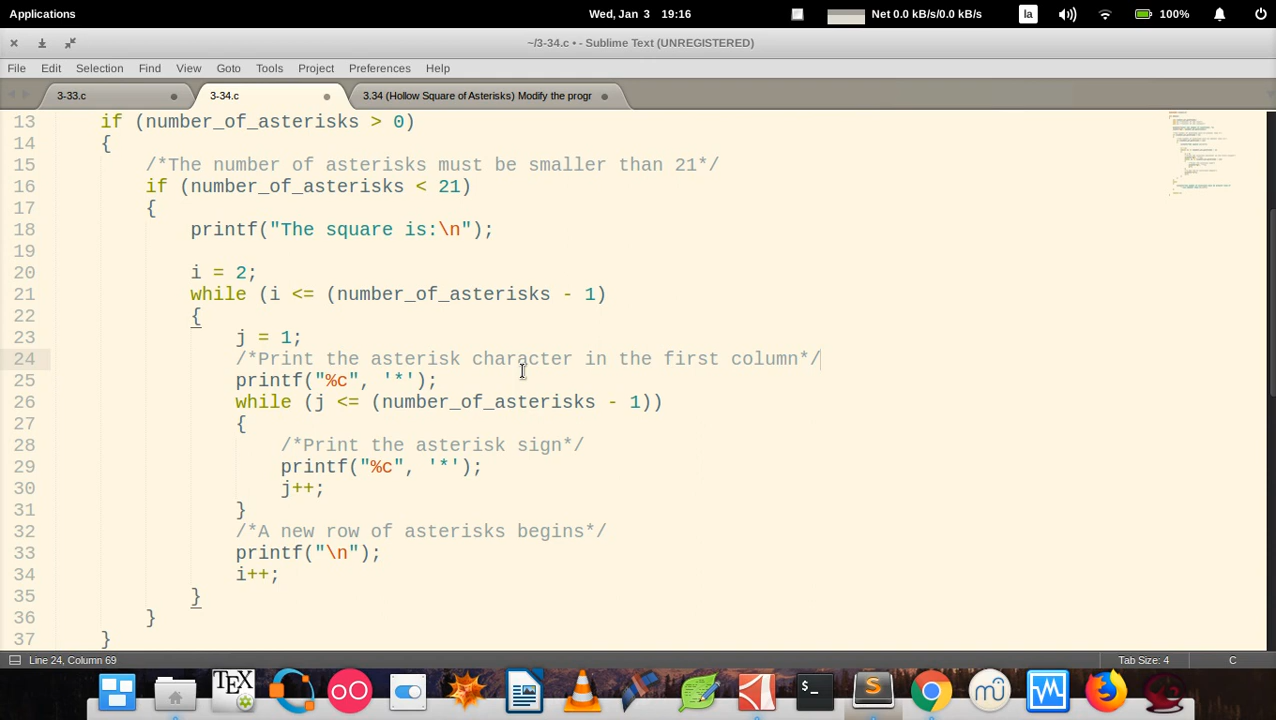 Applications Wed, Jan 3 19:16 Net 0.0 kB/s/0.0 kB/s la 100%
~/3-34.c • - Sublime Text (UNREGISTERED)
File Edit Selection Find View Goto Tools Project Preferences Help
3-33.c 3-34.c 3.34 (Hollow Square of Asterisks) Modify the progr
13 if (number_of_asterisks > 0)
14 {
15 /*The number of asterisks must be smaller than 21*/
16 if (number_of_asterisks < 21)
17 {
18 printf("The square is:\n");
19
20 i = 2;
21 while (i <= (number_of_asterisks - 1)
22 {
23 j = 1;
24 /*Print the asterisk character in the first column*/
25 printf("%c", '*');
26 while (j <= (number_of_asterisks - 1))
27 {
28 /*Print the asterisk sign*/
29 printf("%c", '*');
30 j++;
31 }
32 /*A new row of asterisks begins*/
33 printf("\n");
34 i++;
35 }
36 }
37 }
Line 24, Column 69 Tab Size: 4 C
TEX